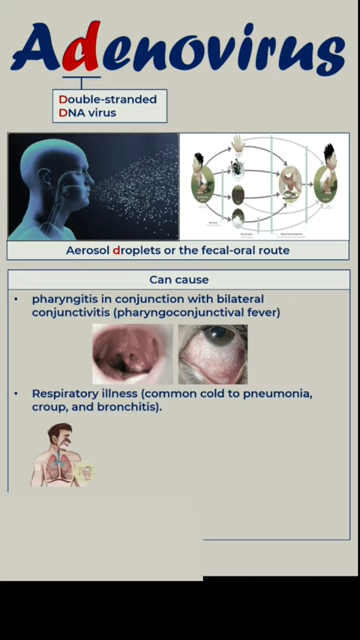 Adenovirus
Double-stranded
DNA virus
Aerosol droplets or the fecal-oral route
Can cause
• pharyngitis in conjunction with bilateral
conjunctivitis (pharyngoconjunctival fever)
• Respiratory illness (common cold to pneumonia,
croup, and bronchitis).